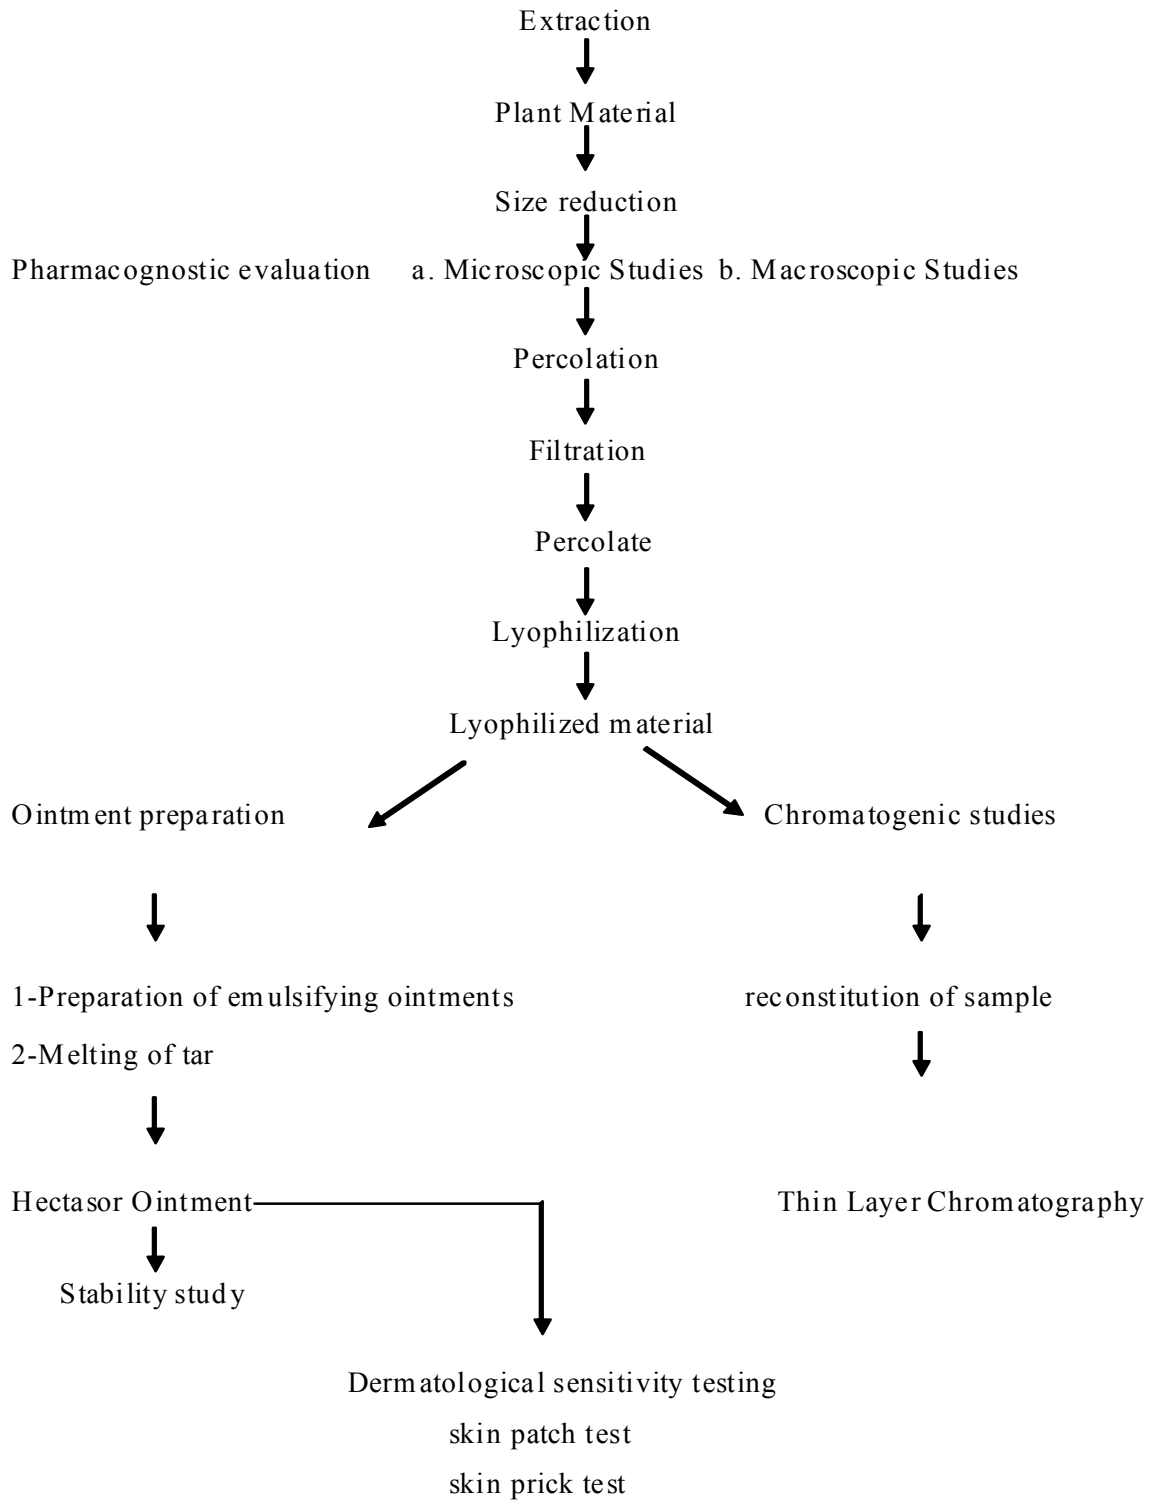 Extraction
Plant Material
Size reduction
Pharmacognostic evaluation a. Microscopic Studies b. Macroscopic Studies
Percolation
Filtration
Percolate
Lyophilization
Lyophilized material
Ointment preparation
Chromatogenic studies
1-Preparation of emulsifying ointments
reconstitution of sample
2-Melting of tar
Hectasor Ointment
Thin Layer Chromatography
Stability study
Dermatological sensitivity testing
skin patch test
skin prick test